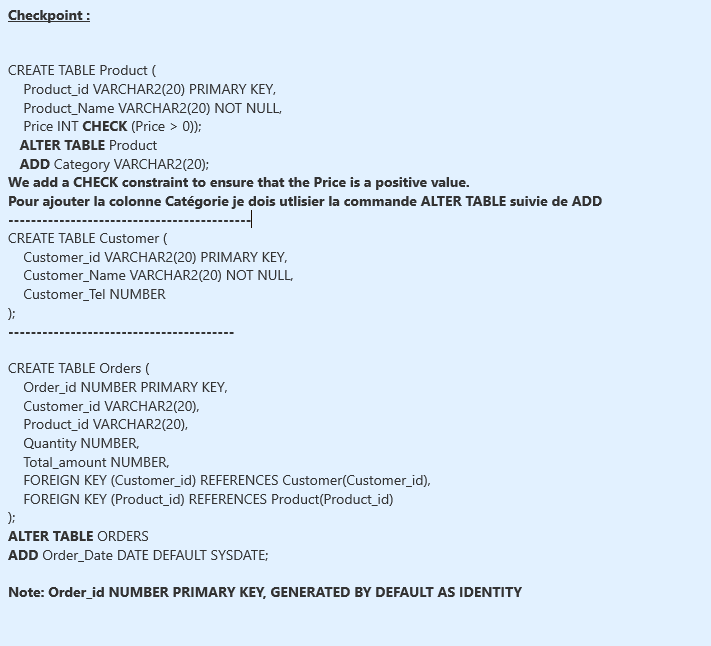 Checkpoint :
CREATE TABLE Product (
Product_id VARCHAR2(20) PRIMARY KEY,
Product_Name VARCHAR2(20) NOT NULL,
Price INT CHECK (Price > 0));
ALTER TABLE Product
ADD Category VARCHAR2(20);
We add a CHECK constraint to ensure that the Price is a positive value.
Pour ajouter la colonne Catégorie je dois utlisier la commande ALTER TABLE suivie de ADD
-------------------------------------------
CREATE TABLE Customer (
Customer_id VARCHAR2(20) PRIMARY KEY,
Customer_Name VARCHAR2(20) NOT NULL,
Customer_Tel NUMBER
);
----------------------------------------
CREATE TABLE Orders (
Order_id NUMBER PRIMARY KEY,
Customer_id VARCHAR2(20),
Product_id VARCHAR2(20),
Quantity NUMBER,
Total_amount NUMBER,
FOREIGN KEY (Customer_id) REFERENCES Customer(Customer_id),
FOREIGN KEY (Product_id) REFERENCES Product(Product_id)
);
ALTER TABLE ORDERS
ADD Order_Date DATE DEFAULT SYSDATE;
Note: Order_id NUMBER PRIMARY KEY, GENERATED BY DEFAULT AS IDENTITY